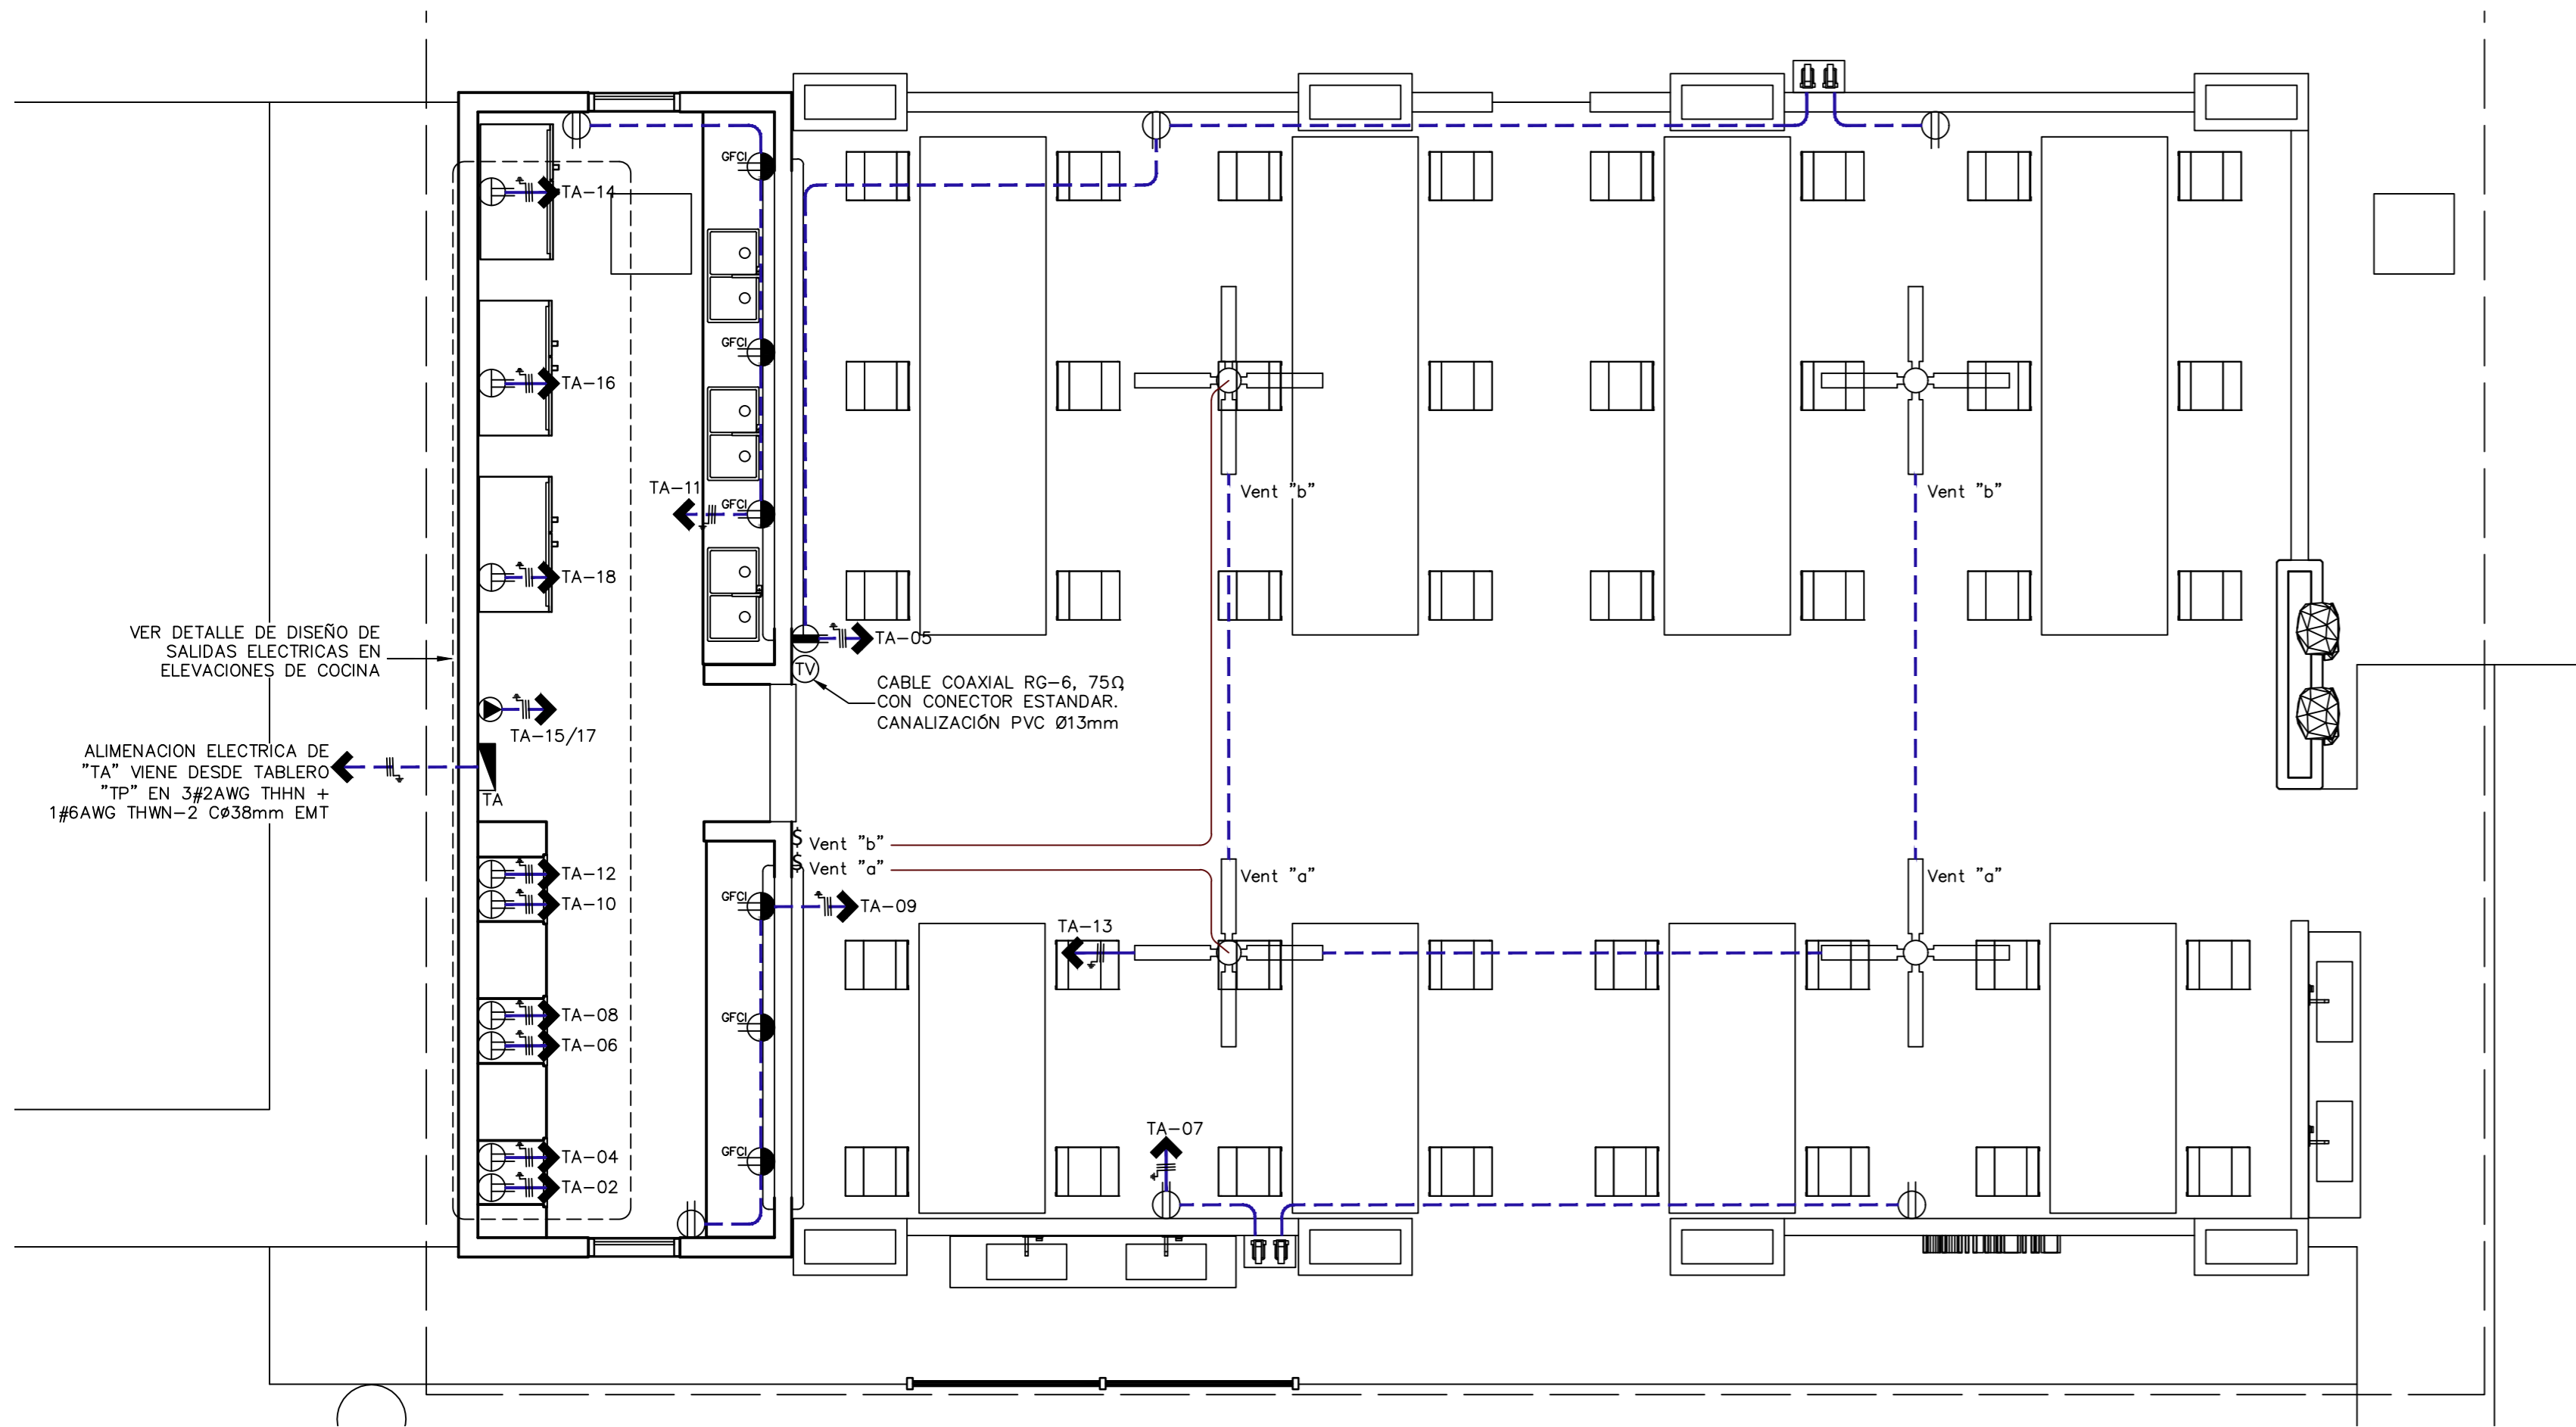 GFCI
TA-14
GFCI
TA-16
TA-11
GFCI
Vent "b"
Vent "b"
TA-18
VER DETALLE DE DISEÑO DE
SALIDAS ELECTRICAS EN
ELEVACIONES DE COCINA
TA-05
TV
CABLE COAXIAL RG-6, 75Ω,
CON CONECTOR ESTANDAR.
CANALIZACIÓN PVC Ø13mm
TA-15/17
ALIMENACION ELECTRICA DE
"TA" VIENE DESDE TABLERO
"TP" EN 3#2AWG THHN +
1#6AWG THWN-2 CØ38mm EMT
TA
$ Vent "b"
$ Vent "a"
Vent "a"
Vent "a"
TA-12
TA-10
GFCI
TA-09
TA-13
TA-08
GFCI
TA-06
TA-07
TA-04
GFCI
TA-02